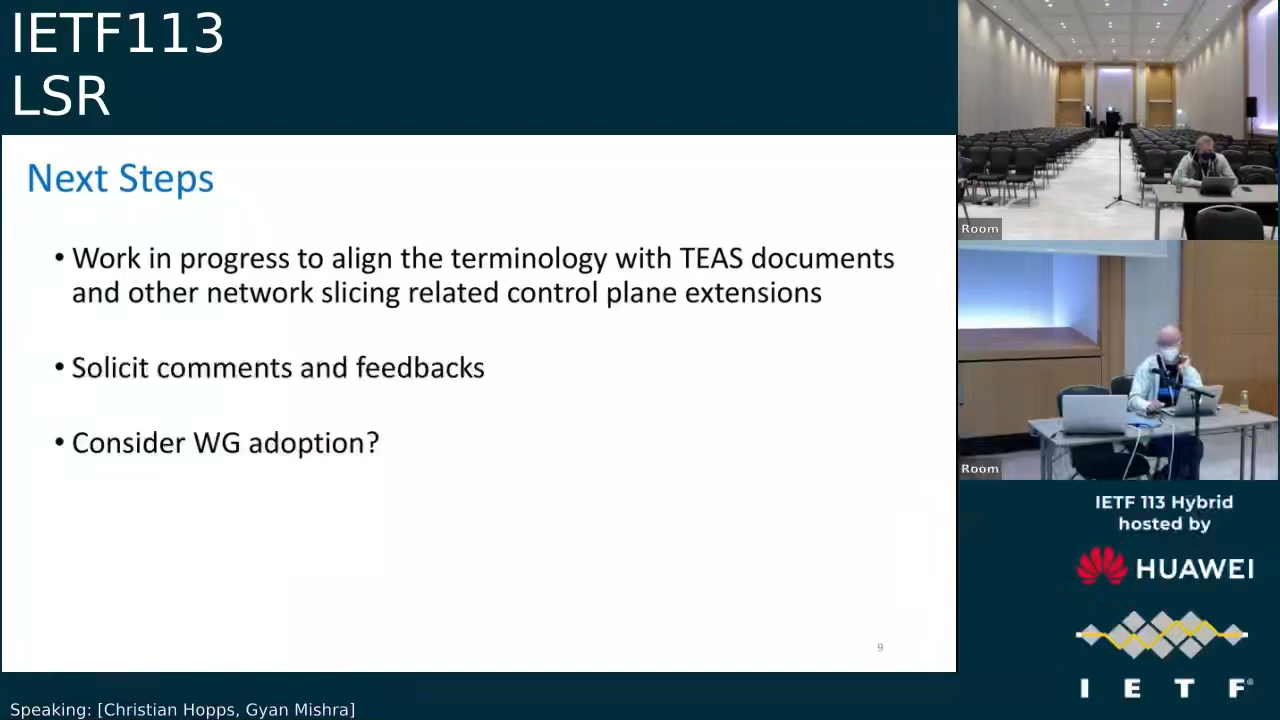 IETF113
LSR
Next Steps
• Work in progress to align the terminology with TEAS documents
and other network slicing related control plane extensions
• Solicit comments and feedbacks
• Consider WG adoption?
9
Room
Room
IETF 113 Hybrid
hosted by
HUAWEI
I E T F®
Speaking: [Christian Hopps, Gyan Mishra]